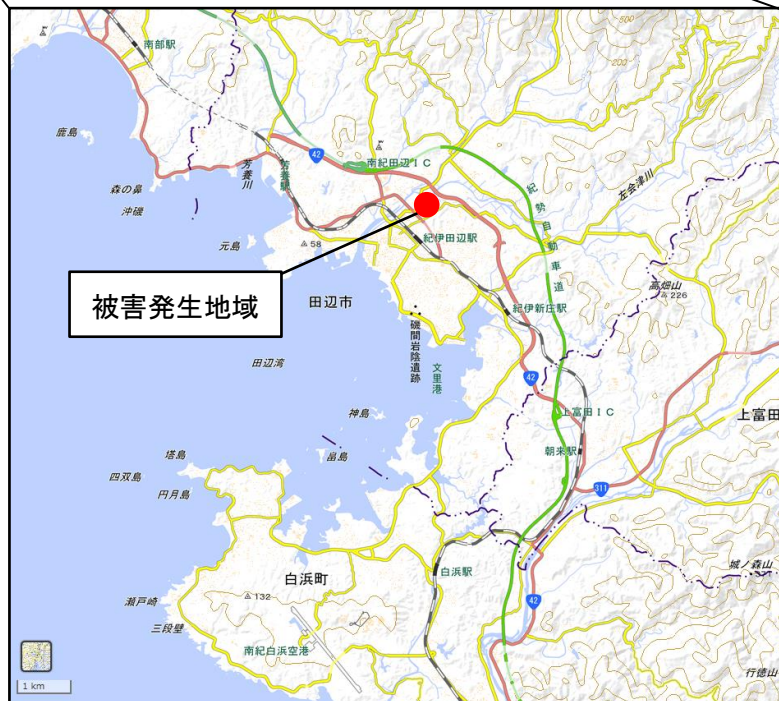 南部駅
500
200
鹿島
42
南紀田辺IC
芳養川
芳養駅
森の鼻
沖磯
左会津川
紀勢自動車道
元島
58
紀伊田辺駅
被害発生地域
田辺市
高畑山
226
紀伊新庄駅
磯間岩陰遺跡
文里港
田辺湾
42
神島
上富田IC
上富田
畠島
朝来駅
塔島
四双島
円月島
311
白浜駅
城ノ森山
白浜町
132
瀬戸崎
三段壁
42
南紀白浜空港
行徳山
1 km